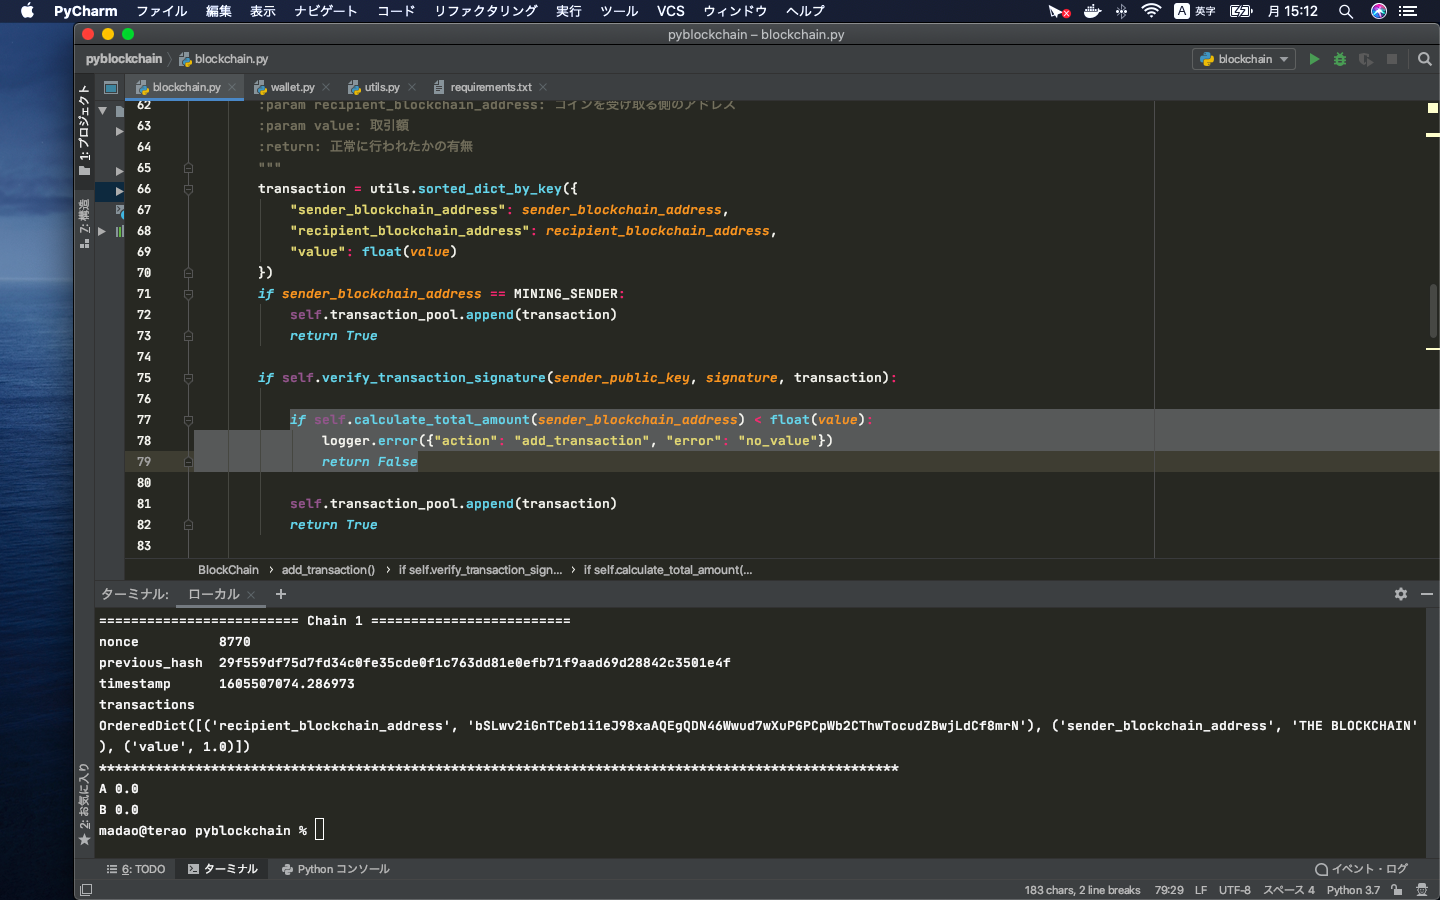 PyCharm ファイル 編集 表示 ナビゲート コード リファクタリング 実行 ツール VCS ウィンドウ ヘルプ A 英字 月 15:12
pyblockchain – blockchain.py
pyblockchain blockchain.py blockchain
blockchain.py wallet.py utils.py requirements.txt
1: プロジェクト
7: 構造
2: お気に入り
62 :param recipient_blockchain_address: コインを受け取る側のアドレス
63 :param value: 取引額
64 :return: 正常に行われたかの有無
65 """
66 transaction = utils.sorted_dict_by_key({
67 "sender_blockchain_address": sender_blockchain_address,
68 "recipient_blockchain_address": recipient_blockchain_address,
69 "value": float(value)
70 })
71 if sender_blockchain_address == MINING_SENDER:
72 self.transaction_pool.append(transaction)
73 return True
74
75 if self.verify_transaction_signature(sender_public_key, signature, transaction):
76
77 if self.calculate_total_amount(sender_blockchain_address) < float(value):
78 logger.error({"action": "add_transaction", "error": "no_value"})
79 return False
80
81 self.transaction_pool.append(transaction)
82 return True
83
BlockChain › add_transaction() › if self.verify_transaction_sign... › if self.calculate_total_amount(...
ターミナル: ローカル × +
========================= Chain 1 =========================
nonce 8770
previous_hash 29f559df75d7fd34c0fe35cde0f1c763dd81e0efb71f9aad69d28842c3501e4f
timestamp 1605507074.286973
transactions
OrderedDict([('recipient_blockchain_address', 'bSLwv2iGnTCeb1i1eJ98xaAQEgQDN46Wwud7wXuPGPCpWb2CThwTocudZBwjLdCf8mrN'), ('sender_blockchain_address', 'THE BLOCKCHAIN'
), ('value', 1.0)])
****************************************************************************************************
A 0.0
B 0.0
madao@terao pyblockchain %
6: TODO ターミナル Python コンソール イベント・ログ
183 chars, 2 line breaks 79:29 LF UTF-8 スペース 4 Python 3.7